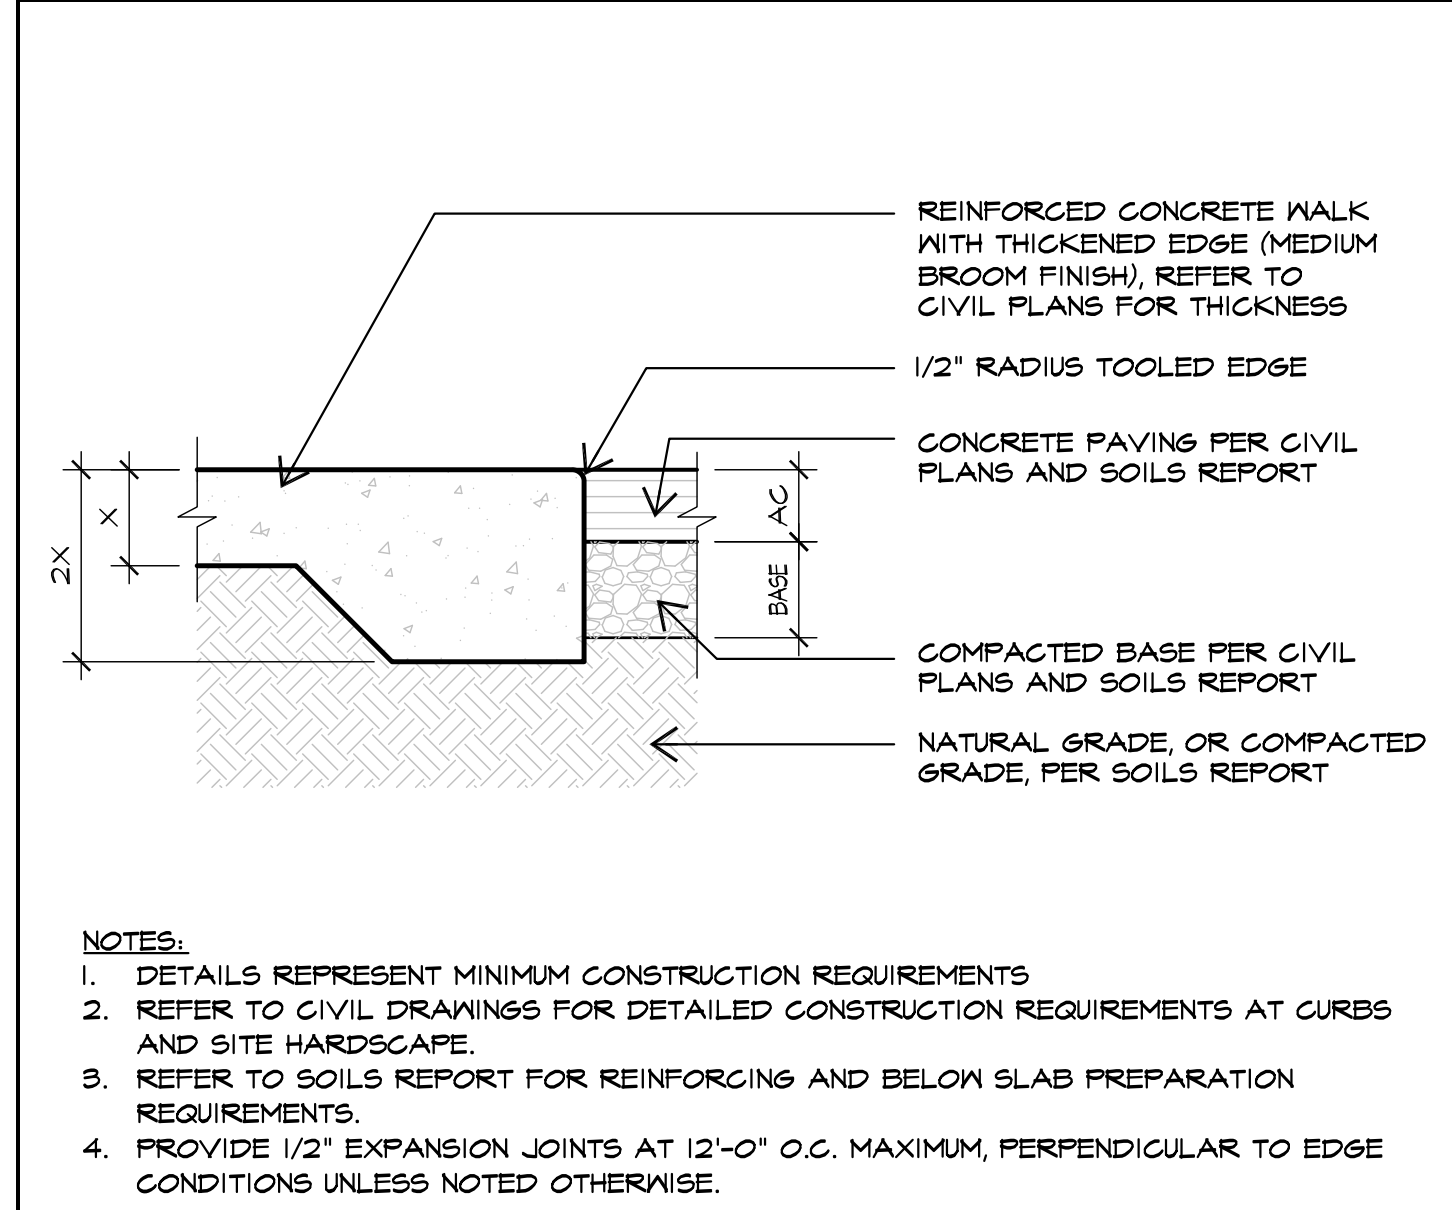 REINFORCED CONCRETE WALK
WITH THICKENED EDGE (MEDIUM
BROOM FINISH), REFER TO
CIVIL PLANS FOR THICKNESS
1/2" RADIUS TOOLED EDGE
CONCRETE PAVING PER CIVIL
PLANS AND SOILS REPORT
X
2X
AC
BASE
COMPACTED BASE PER CIVIL
PLANS AND SOILS REPORT
NATURAL GRADE, OR COMPACTED
GRADE, PER SOILS REPORT
NOTES:
1. DETAILS REPRESENT MINIMUM CONSTRUCTION REQUIREMENTS
2. REFER TO CIVIL DRAWINGS FOR DETAILED CONSTRUCTION REQUIREMENTS AT CURBS
AND SITE HARDSCAPE.
3. REFER TO SOILS REPORT FOR REINFORCING AND BELOW SLAB PREPARATION
REQUIREMENTS.
4. PROVIDE 1/2" EXPANSION JOINTS AT 12'-0" O.C. MAXIMUM, PERPENDICULAR TO EDGE
CONDITIONS UNLESS NOTED OTHERWISE.